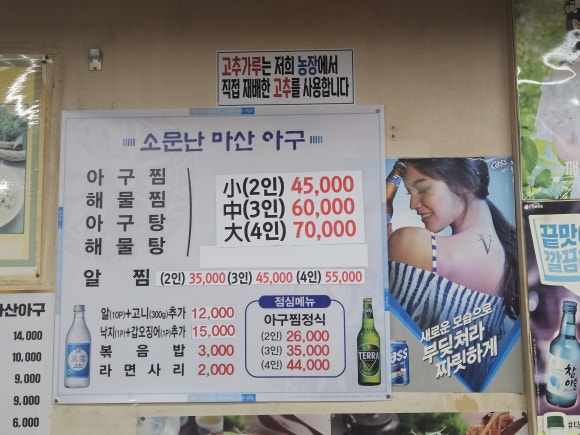 고추가루는 저희 농장에서
직접 재배한 고추를 사용합니다
소문난 마산 아구
아구찜
해물찜
아구탕
해물탕
小(2인) 45,000
中(3인) 60,000
大(4인) 70,000
알 찜 (2인) 35,000 (3인) 45,000 (4인) 55,000
알(10P)+고니(300g)추가 12,000
낙지(1P)+갑오징어(1P)추가 15,000
볶음밥 3,000
라면사리 2,000
점심메뉴
아구찜정식
(2인) 26,000
(3인) 35,000
(4인) 44,000
TERRA
Cass
V
새로운 모습으로
부딪쳐라
짜릿하게
Cass
마산아구
14,000
10,000
9,000
9,000
6,000
끝맛
깔끔
참이슬